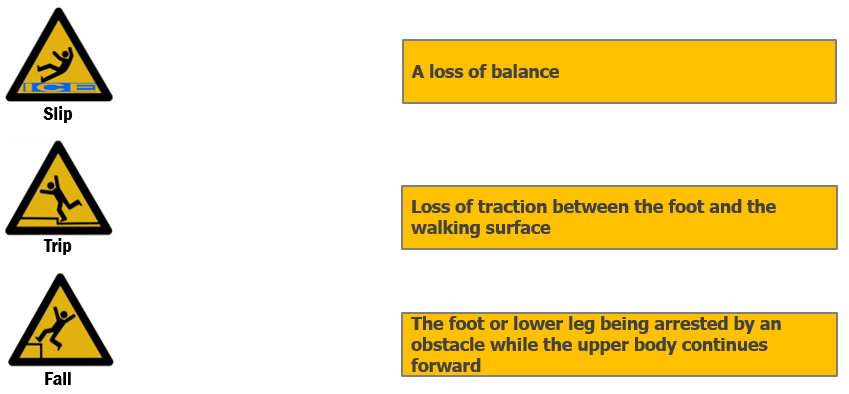 ICE
Slip
A loss of balance
Trip
Loss of traction between the foot and the
walking surface
Fall
The foot or lower leg being arrested by an
obstacle while the upper body continues
forward